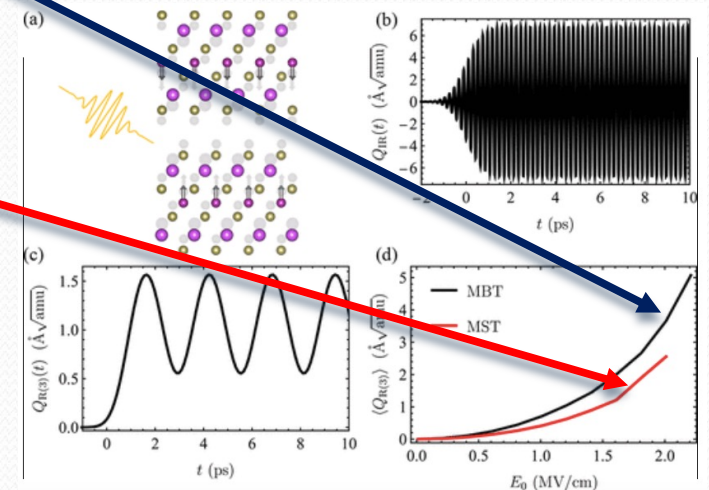 (a)
(b)
Q_IR(t) (Å√amu)
6
4
2
0
−2
−4
−6
−2 0 2 4 6 8 10
t (ps)
(c)
Q_R(3)(t) (Å√amu)
1.5
1.0
0.5
0.0
0 2 4 6 8 10
t (ps)
(d)
⟨Q_R(3)⟩ (Å√amu)
5
4
3
2
1
0
MBT
MST
0.0 0.5 1.0 1.5 2.0
E_0 (MV/cm)